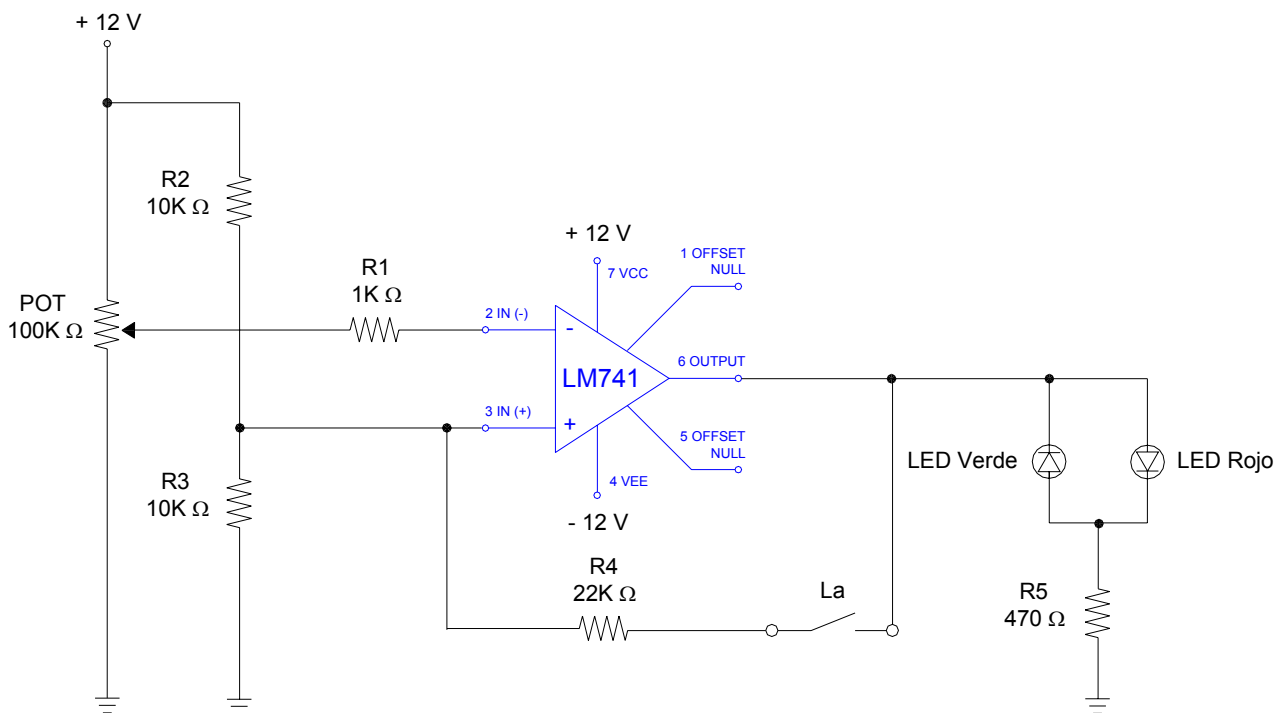 + 12 V
R2
10K Ω
POT
100K Ω
R1
1K Ω
+ 12 V
7 VCC
1 OFFSET
NULL
2 IN (-)
-
LM741
6 OUTPUT
3 IN (+)
+
5 OFFSET
NULL
4 VEE
- 12 V
R3
10K Ω
LED Verde
LED Rojo
R4
22K Ω
La
R5
470 Ω